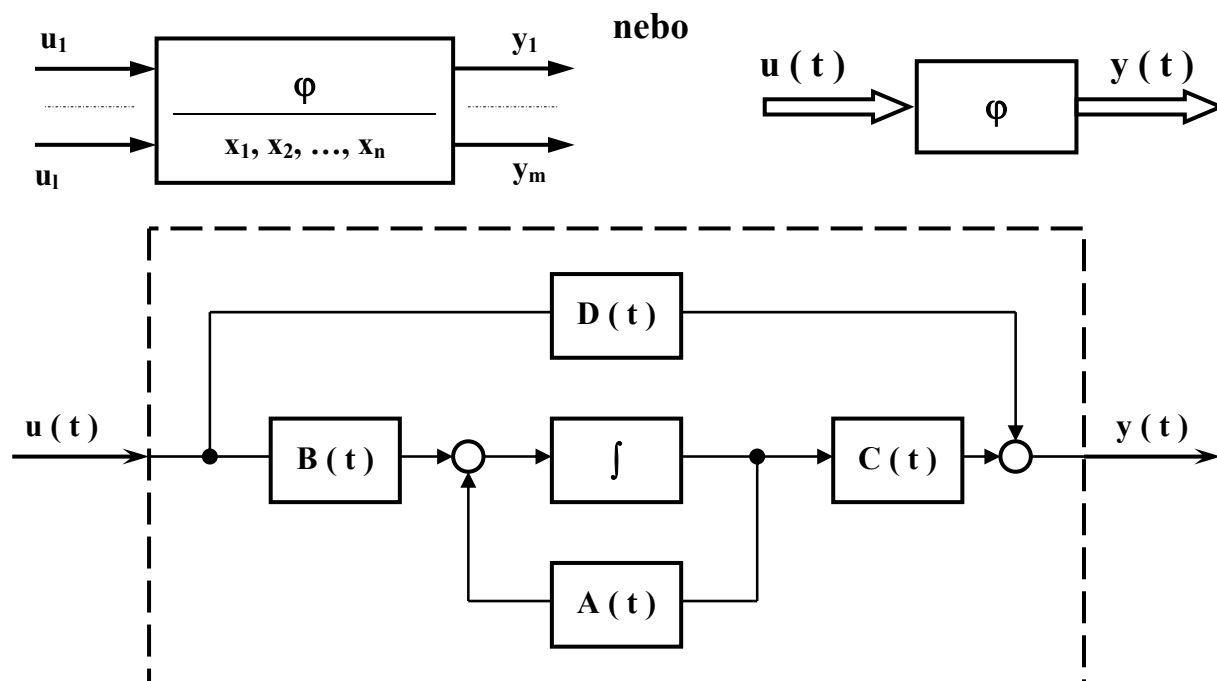 nebo
u₁
y₁
φ
x₁, x₂, …, xₙ
uₗ
yₘ
u ( t )
φ
y ( t )
D ( t )
u ( t )
B ( t )
∫
C ( t )
y ( t )
A ( t )